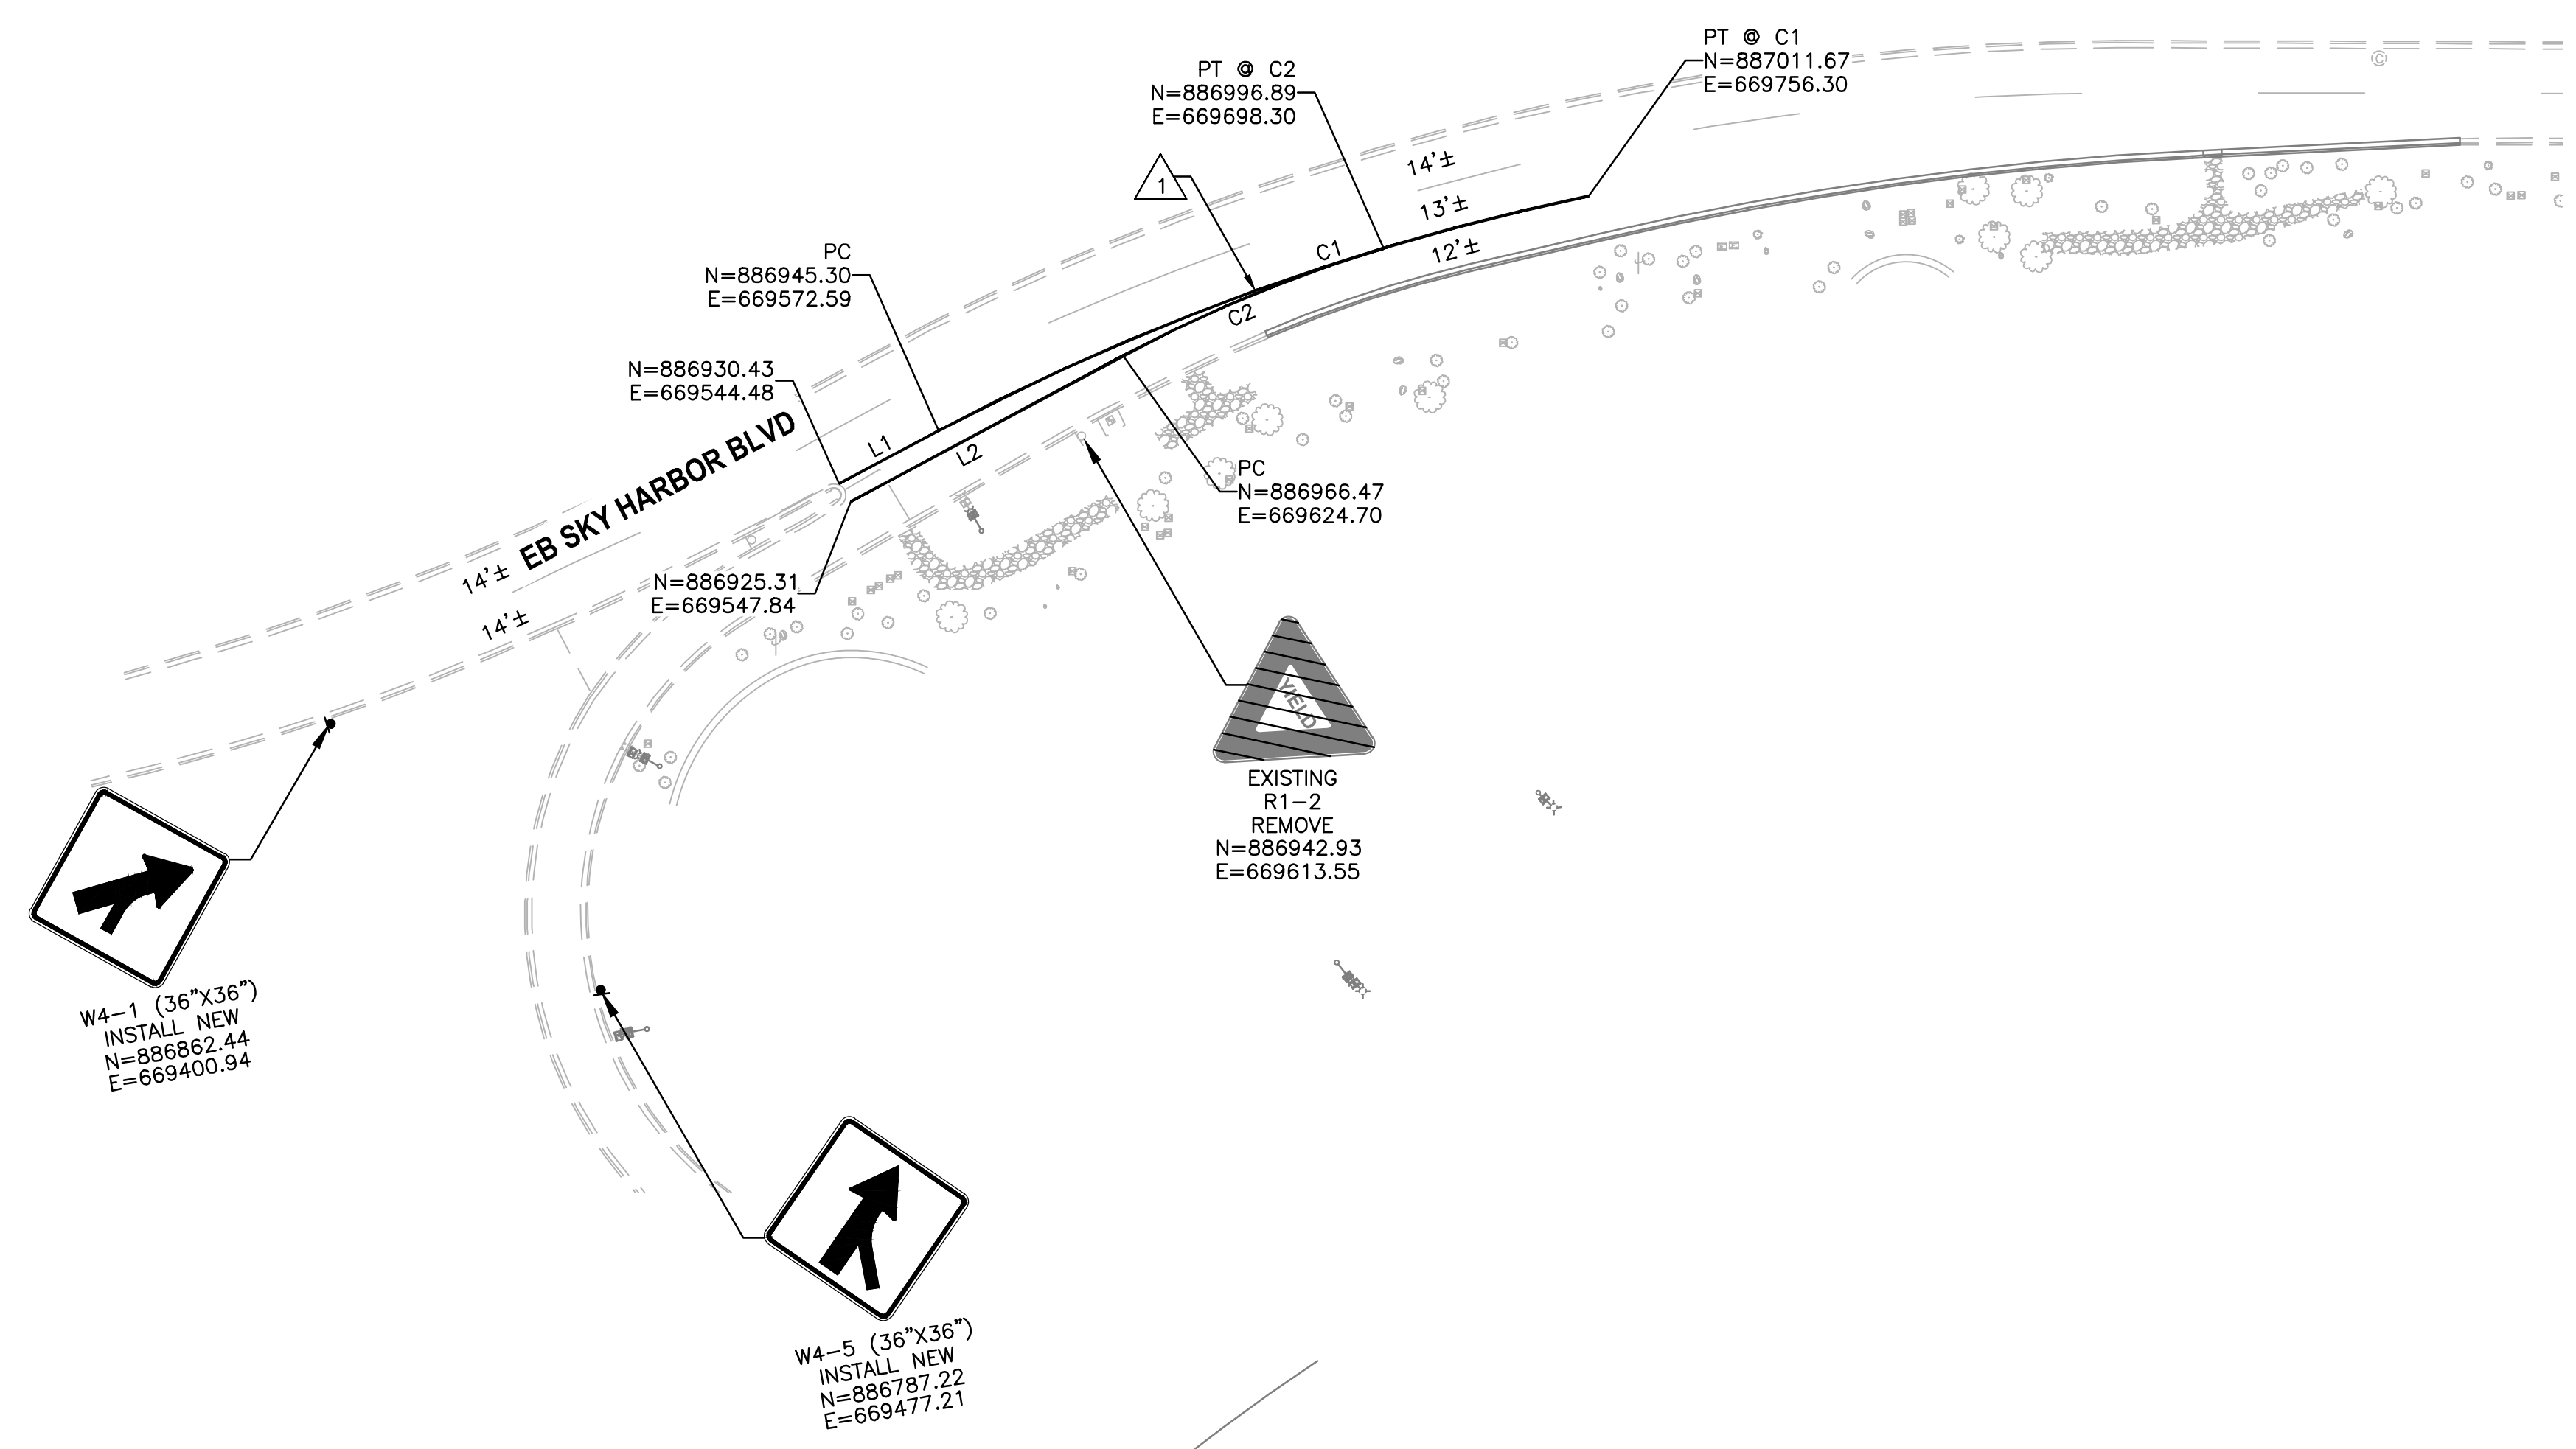 PT @ C1
N=887011.67
E=669756.30
PT @ C2
N=886996.89
E=669698.30
1
14'±
13'±
12'±
C1
C2
PC
N=886945.30
E=669572.59
N=886930.43
E=669544.48
L1
L2
EB SKY HARBOR BLVD
14'±
14'±
PC
N=886966.47
E=669624.70
N=886925.31
E=669547.84
YIELD
EXISTING
R1-2
REMOVE
N=886942.93
E=669613.55
W4-1 (36"X36")
INSTALL NEW
N=886862.44
E=669400.94
W4-5 (36"X36")
INSTALL NEW
N=886787.22
E=669477.21
C